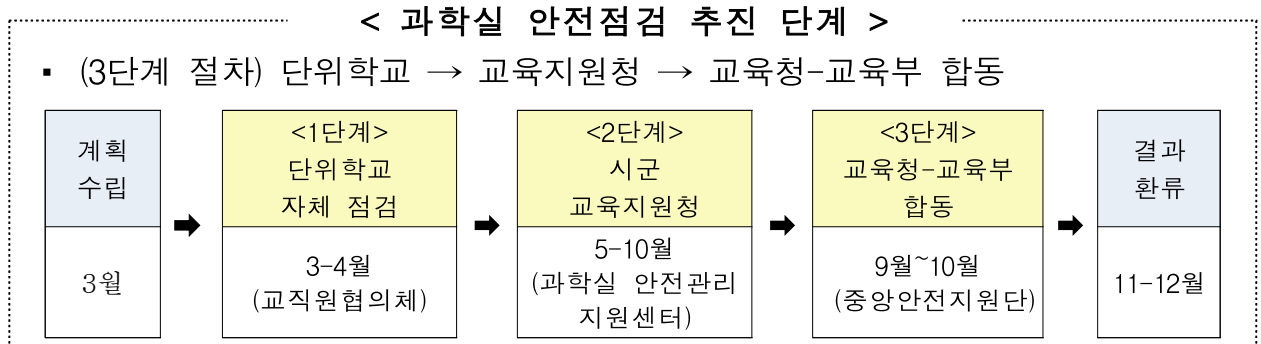 < 과학실 안전점검 추진 단계 >
▪ (3단계 절차) 단위학교 → 교육지원청 → 교육청-교육부 합동
계획
수립
3월
➡
<1단계>
단위학교
자체 점검
3-4월
(교직원협의체)
➡
<2단계>
시군
교육지원청
5-10월
(과학실 안전관리
지원센터)
➡
<3단계>
교육청-교육부
합동
9월~10월
(중앙안전지원단)
➡
결과
환류
11-12월